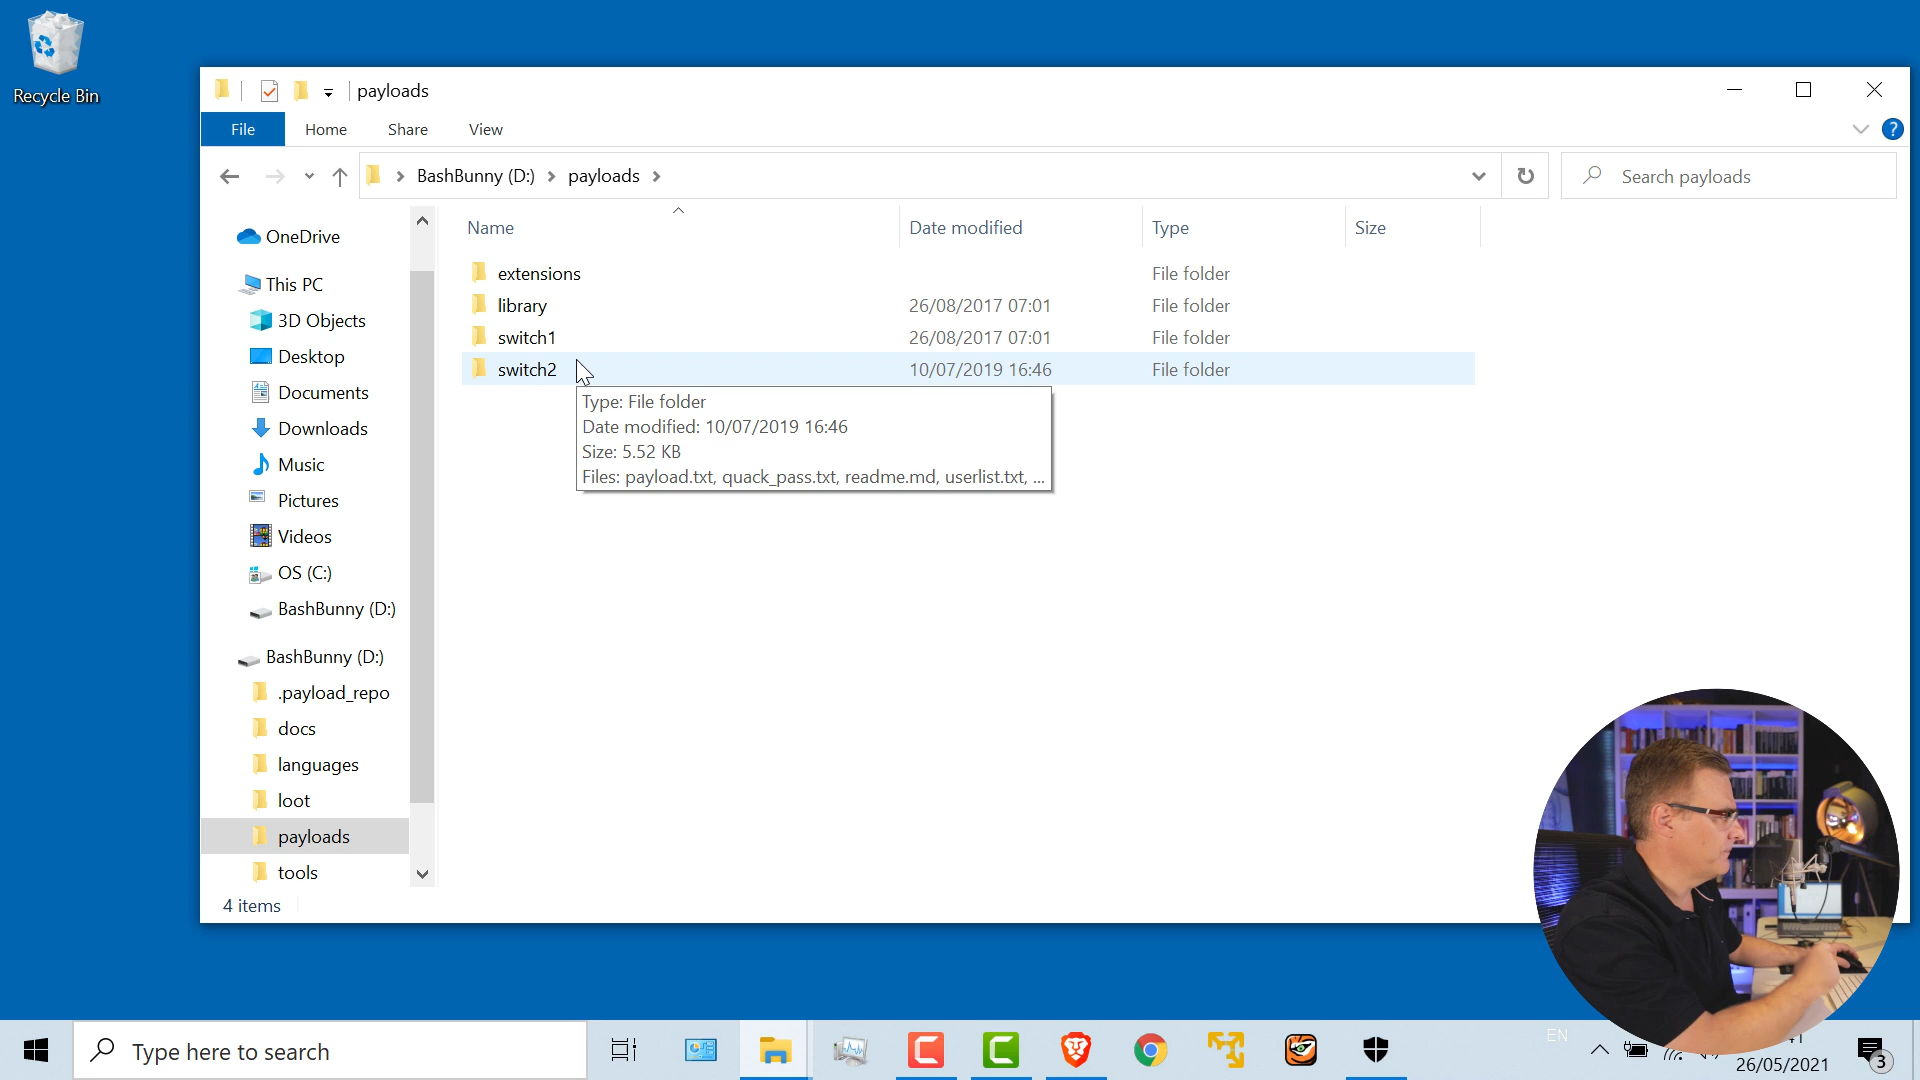 Recycle Bin
payloads
File Home Share View
BashBunny (D:) payloads
Search payloads
Name Date modified Type Size
extensions File folder
library 26/08/2017 07:01 File folder
switch1 26/08/2017 07:01 File folder
switch2 10/07/2019 16:46 File folder
Type: File folder
Date modified: 10/07/2019 16:46
Size: 5.52 KB
Files: payload.txt, quack_pass.txt, readme.md, userlist.txt, ...
OneDrive
This PC
3D Objects
Desktop
Documents
Downloads
Music
Pictures
Videos
OS (C:)
BashBunny (D:)
BashBunny (D:)
.payload_repo
docs
languages
loot
payloads
tools
4 items
Type here to search
EN
26/05/2021
3